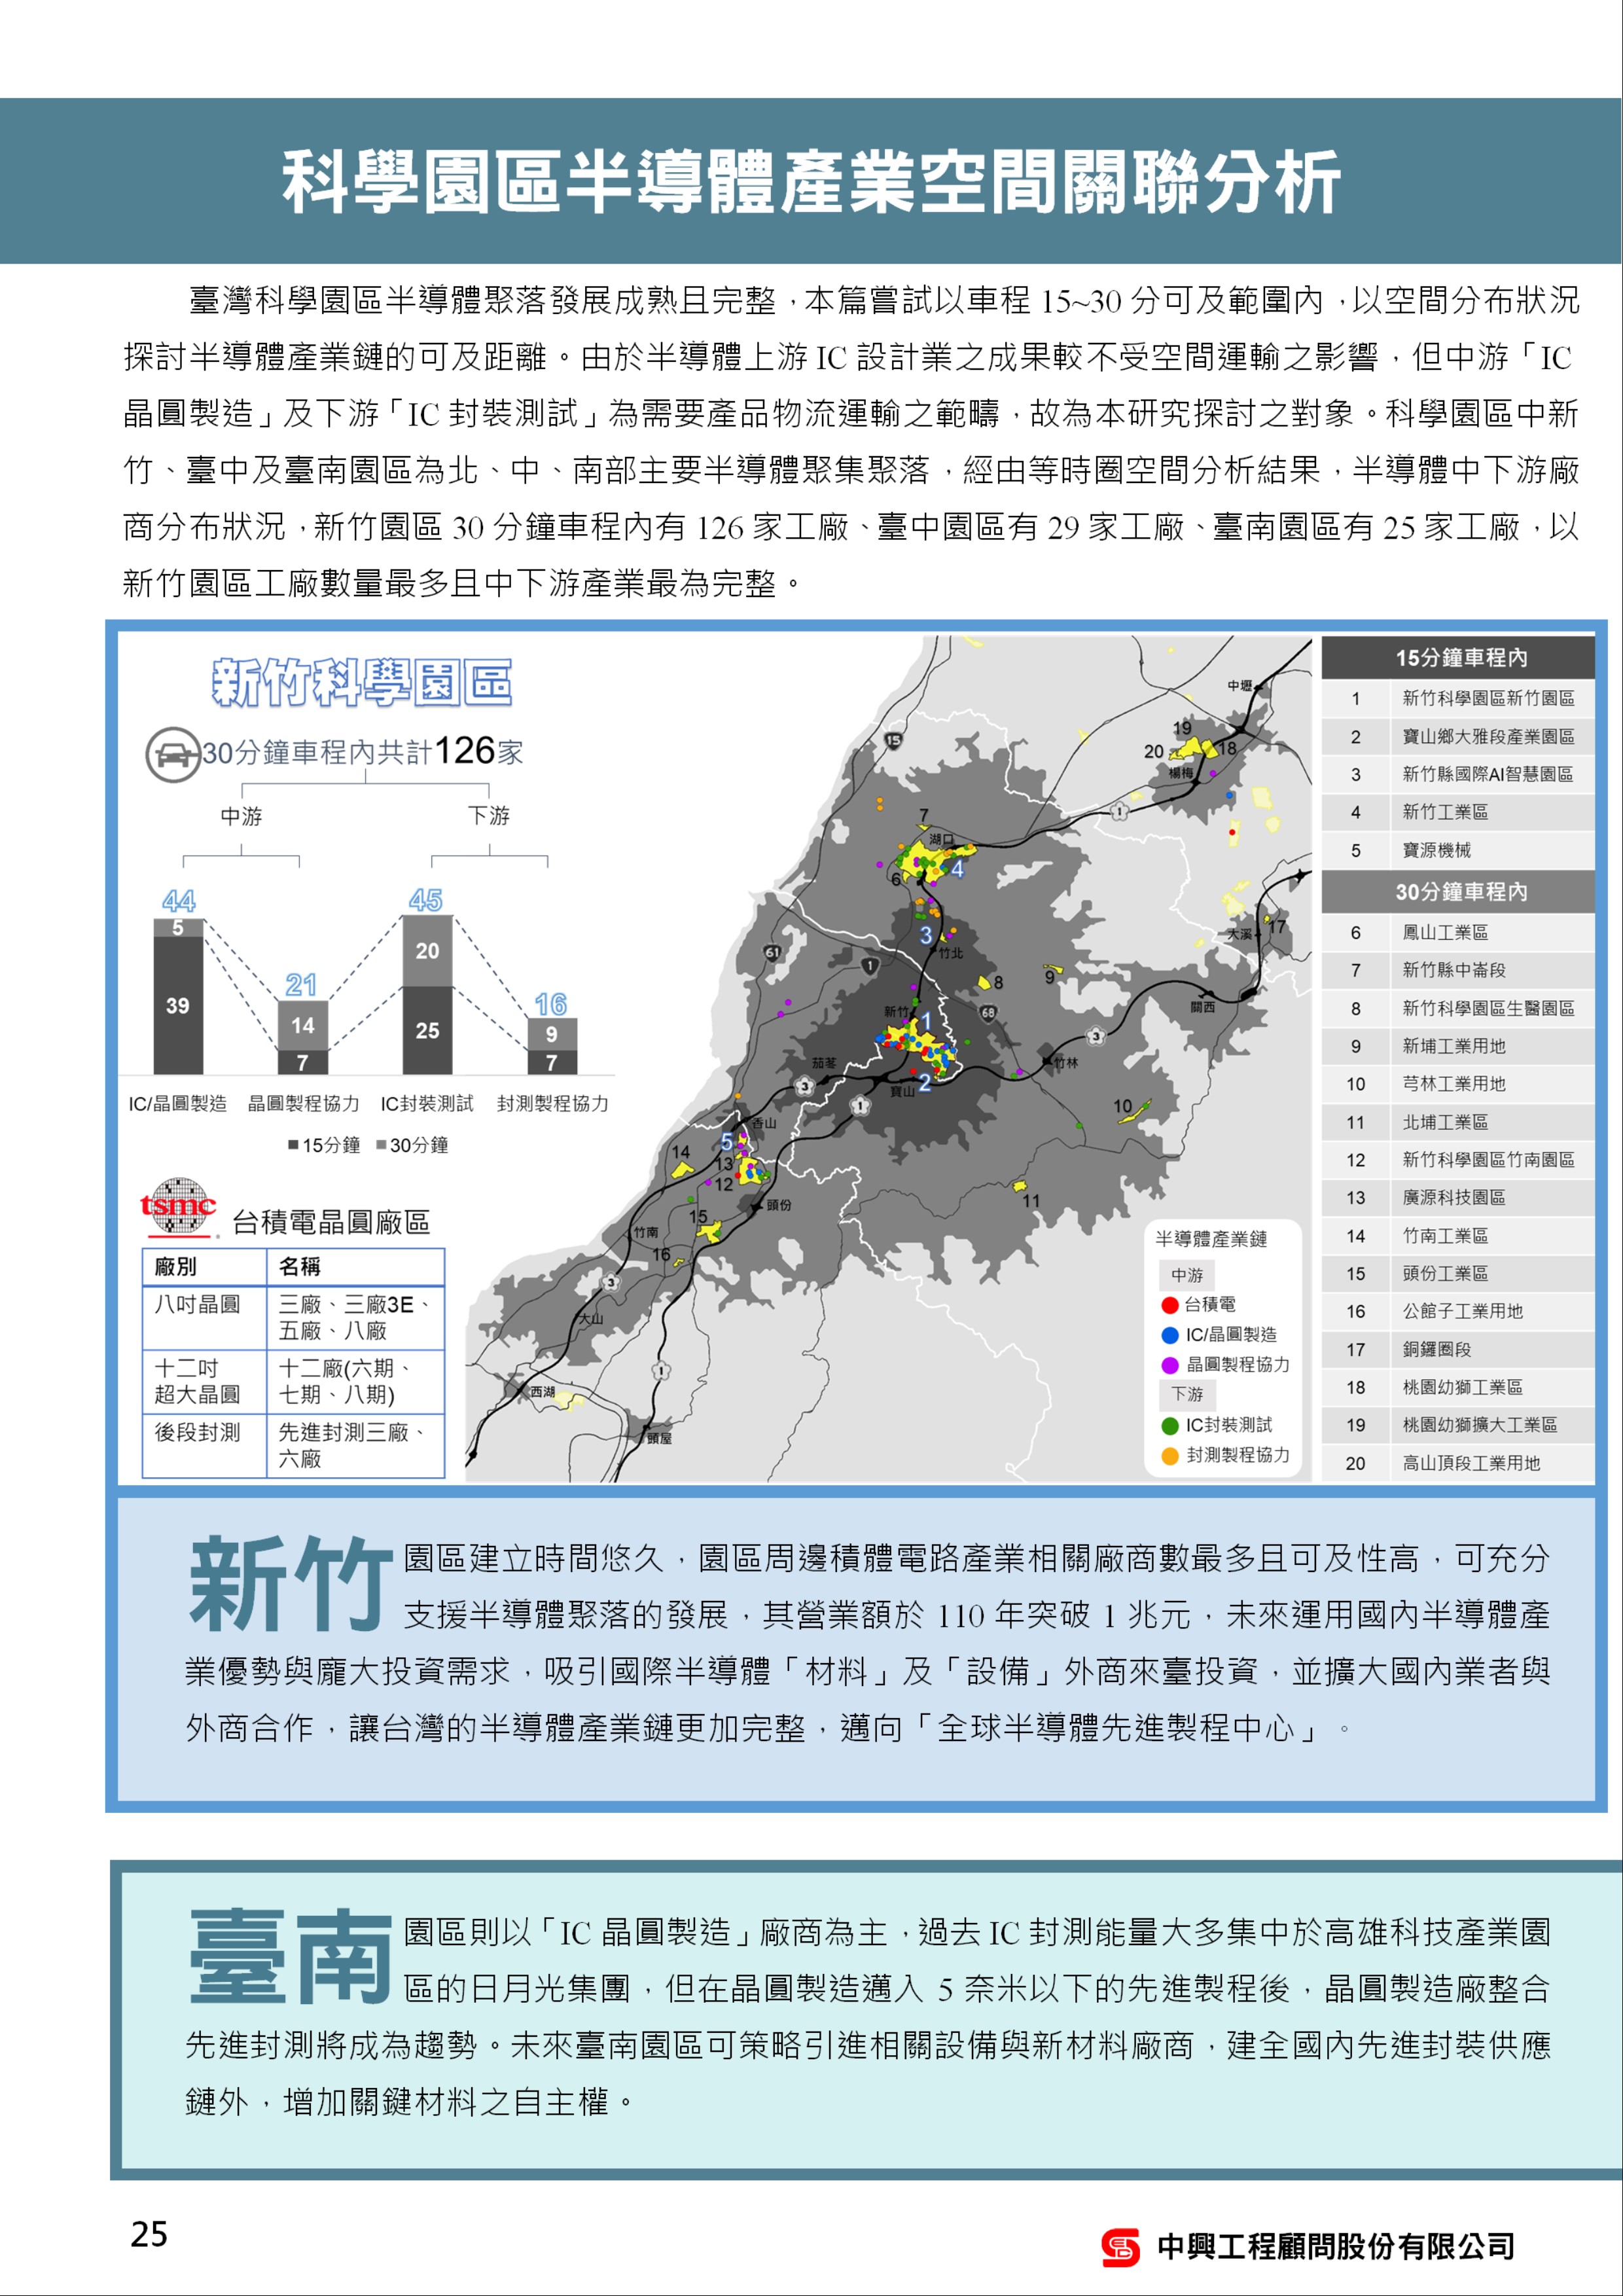 科學園區半導體產業空間關聯分析
臺灣科學園區半導體聚落發展成熟且完整，本篇嘗試以車程 15~30 分可及範圍內，以空間分布狀況
探討半導體產業鏈的可及距離。由於半導體上游 IC 設計業之成果較不受空間運輸之影響，但中游「IC
晶圓製造」及下游「IC 封裝測試」為需要產品物流運輸之範疇，故為本研究探討之對象。科學園區中新
竹、臺中及臺南園區為北、中、南部主要半導體聚集聚落，經由等時圈空間分析結果，半導體中下游廠
商分布狀況，新竹園區 30 分鐘車程內有 126 家工廠、臺中園區有 29 家工廠、臺南園區有 25 家工廠，以
新竹園區工廠數量最多且中下游產業最為完整。
新竹科學園區
30分鐘車程內共計126家
中游
下游
44
5
39
21
14
7
45
20
25
16
9
7
IC/晶圓製造
晶圓製程協力
IC封裝測試
封測製程協力
■15分鐘 ■30分鐘
tsmc
台積電晶圓廠區
廠別 名稱
八吋晶圓 三廠、三廠3E、
五廠、八廠
十二吋 十二廠(六期、
超大晶圓 七期、八期)
後段封測 先進封測三廠、
六廠
中壢
15
19
20
18
楊梅
1
7
湖口
6
4
3
竹北
61
1
8
9
大溪
17
關西
新竹
1
68
3
茄苳
3
竹林
寶山
2
1
10
香山
5
14
13
12
11
頭份
15
竹南
16
3
大山
1
西湖
頭屋
半導體產業鏈
中游
台積電
IC/晶圓製造
晶圓製程協力
下游
IC封裝測試
封測製程協力
15分鐘車程內
1 新竹科學園區新竹園區
2 寶山鄉大雅段產業園區
3 新竹縣國際AI智慧園區
4 新竹工業區
5 寶源機械
30分鐘車程內
6 鳳山工業區
7 新竹縣中崙段
8 新竹科學園區生醫園區
9 新埔工業用地
10 芎林工業用地
11 北埔工業區
12 新竹科學園區竹南園區
13 廣源科技園區
14 竹南工業區
15 頭份工業區
16 公館子工業用地
17 銅鑼圈段
18 桃園幼獅工業區
19 桃園幼獅擴大工業區
20 高山頂段工業用地
新竹園區建立時間悠久，園區周邊積體電路產業相關廠商數最多且可及性高，可充分
支援半導體聚落的發展，其營業額於 110 年突破 1 兆元，未來運用國內半導體產
業優勢與龐大投資需求，吸引國際半導體「材料」及「設備」外商來臺投資，並擴大國內業者與
外商合作，讓台灣的半導體產業鏈更加完整，邁向「全球半導體先進製程中心」。
臺南園區則以「IC 晶圓製造」廠商為主，過去 IC 封測能量大多集中於高雄科技產業園
區的日月光集團，但在晶圓製造邁入 5 奈米以下的先進製程後，晶圓製造廠整合
先進封測將成為趨勢。未來臺南園區可策略引進相關設備與新材料廠商，建全國內先進封裝供應
鏈外，增加關鍵材料之自主權。
25
中興工程顧問股份有限公司